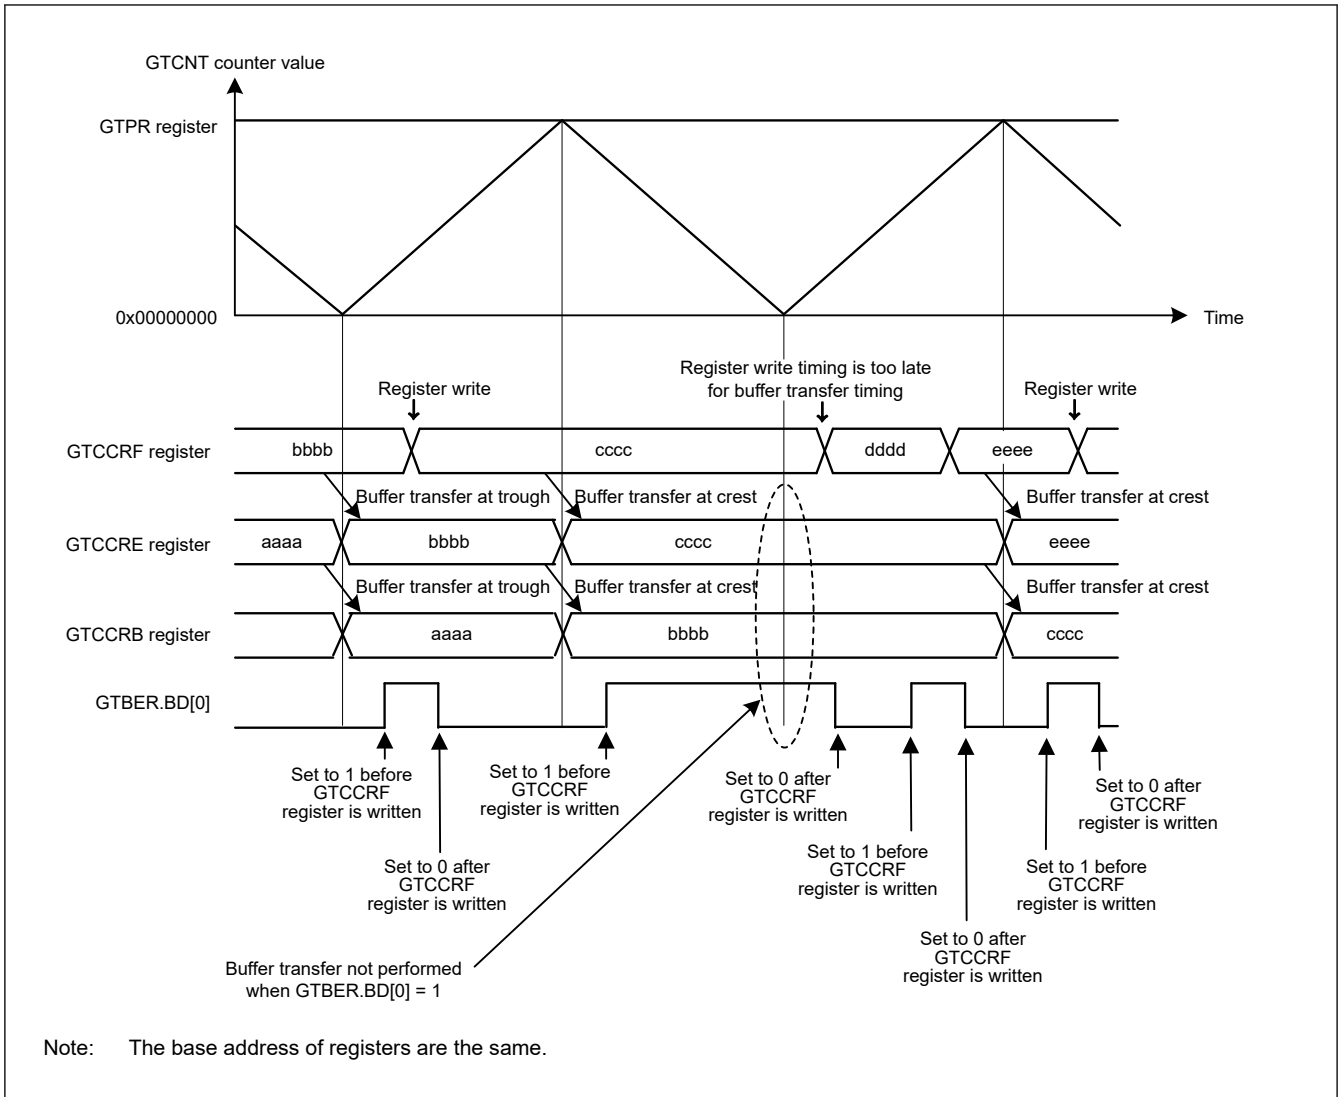 GTCNT counter value
GTPR register
0x00000000
Time
Register write timing is too late
for buffer transfer timing
Register write
Register write
GTCCRF register
bbbb
cccc
dddd
eeee
Buffer transfer at trough
Buffer transfer at crest
Buffer transfer at crest
GTCCRE register
aaaa
bbbb
cccc
eeee
Buffer transfer at trough
Buffer transfer at crest
Buffer transfer at crest
GTCCRB register
aaaa
bbbb
cccc
GTBER.BD[0]
Set to 1 before
GTCCRF
register is written
Set to 1 before
GTCCRF
register is written
Set to 0 after
GTCCRF
register is written
Set to 0 after
GTCCRF
register is written
Set to 0 after
GTCCRF
register is written
Set to 1 before
GTCCRF
register is written
Set to 1 before
GTCCRF
register is written
Set to 0 after
GTCCRF
register is written
Buffer transfer not performed
when GTBER.BD[0] = 1
Note: The base address of registers are the same.